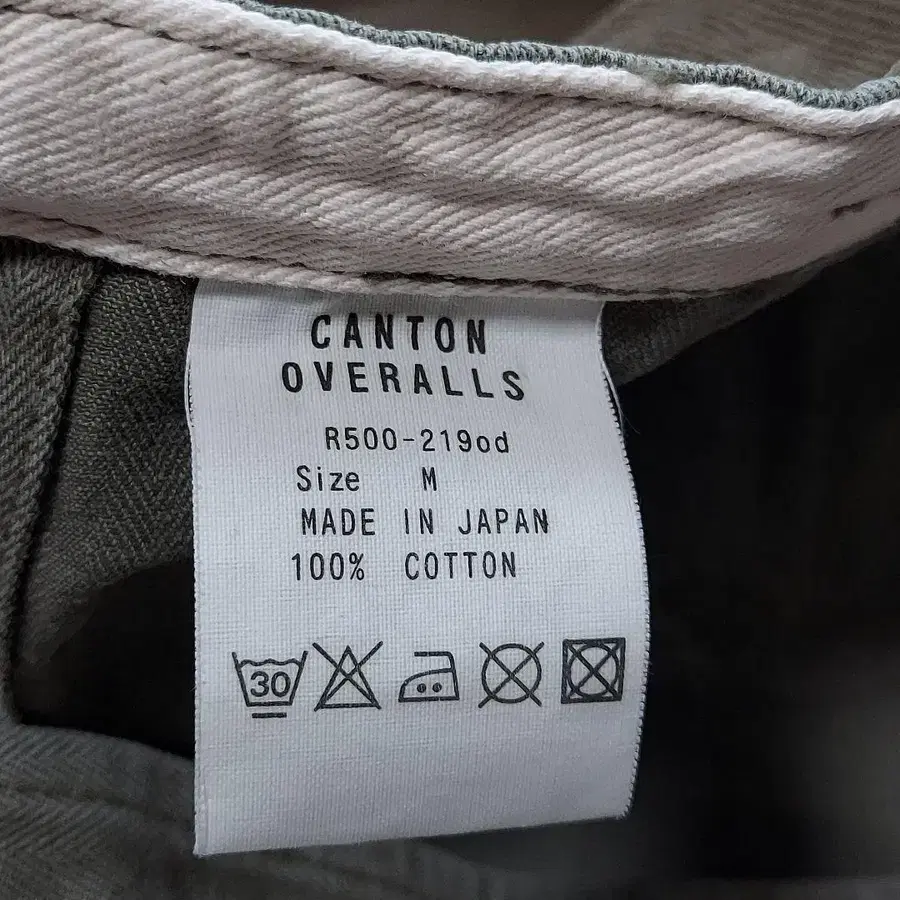 CANTON
OVERALLS
R500-219od
Size M
MADE IN JAPAN
100% COTTON
30